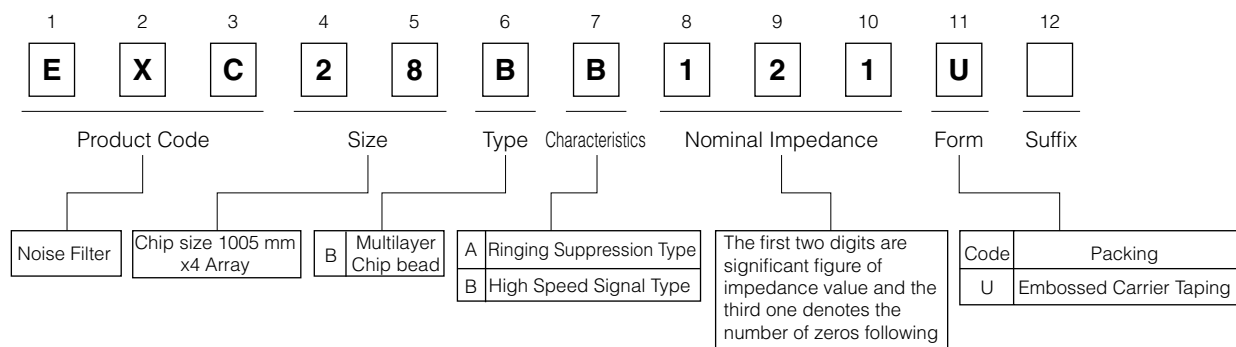 1 2 3 4 5 6 7 8 9 10 11 12
E X C 2 8 B B 1 2 1 U
Product Code Size Type Characteristics Nominal Impedance Form Suffix
Noise Filter
Chip size 1005 mm
x4 Array
B Multilayer
Chip bead
A Ringing Suppression Type
B High Speed Signal Type
The first two digits are
significant figure of
impedance value and the
third one denotes the
number of zeros following
Code Packing
U Embossed Carrier Taping